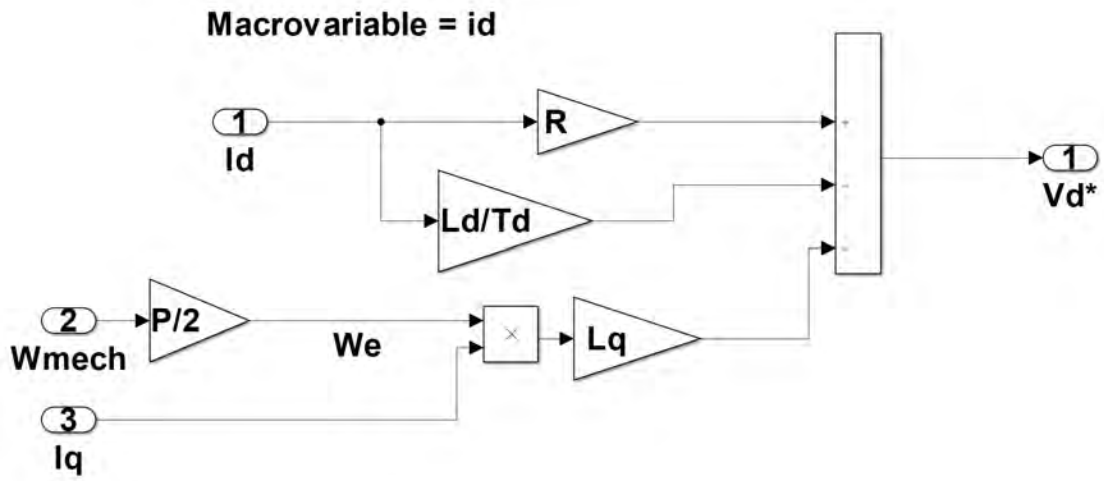 Macrovariable = id
1
Id
R
+
Ld/Td
-
1
Vd*
2
Wmech
P/2
We
×
Lq
-
3
Iq